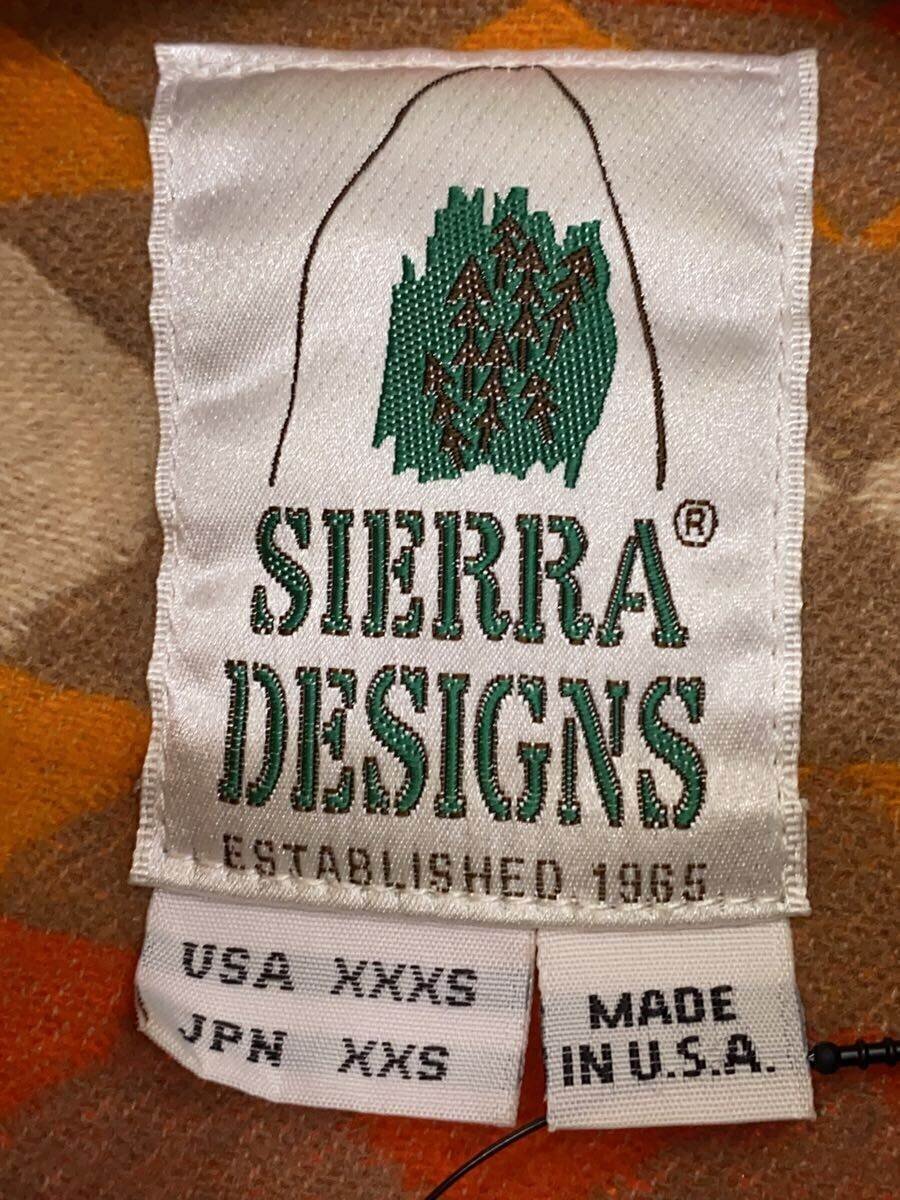 SIERRA®
DESIGNS
ESTABLISHED 1965
USA XXXS
JPN XXS
MADE
IN U.S.A.